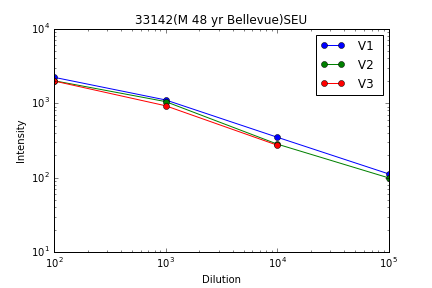 33142(M 48 yr Bellevue)SEU
10^4
10^3
10^2
10^1
Intensity
V1
V2
V3
10^2 10^3 10^4 10^5
Dilution